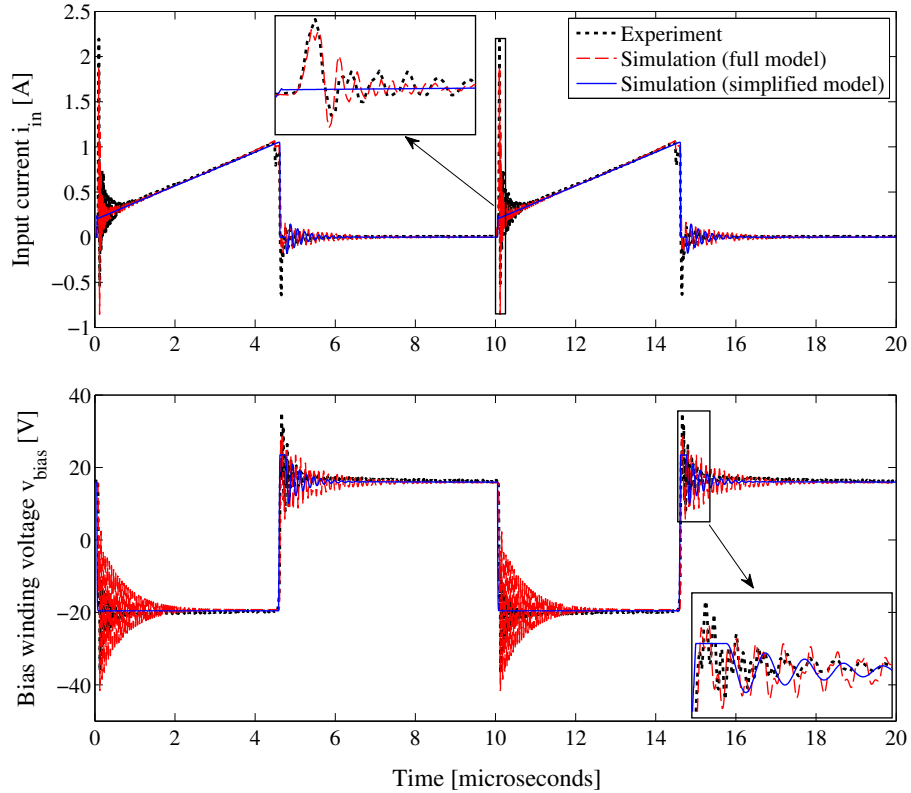 2.5
2
1.5
1
0.5
0
−0.5
−1
Input current i_in [A]
Experiment
Simulation (full model)
Simulation (simplified model)
0 2 4 6 8 10 12 14 16 18 20
40
20
0
−20
−40
Bias winding voltage v_bias [V]
0 2 4 6 8 10 12 14 16 18 20
Time [microseconds]